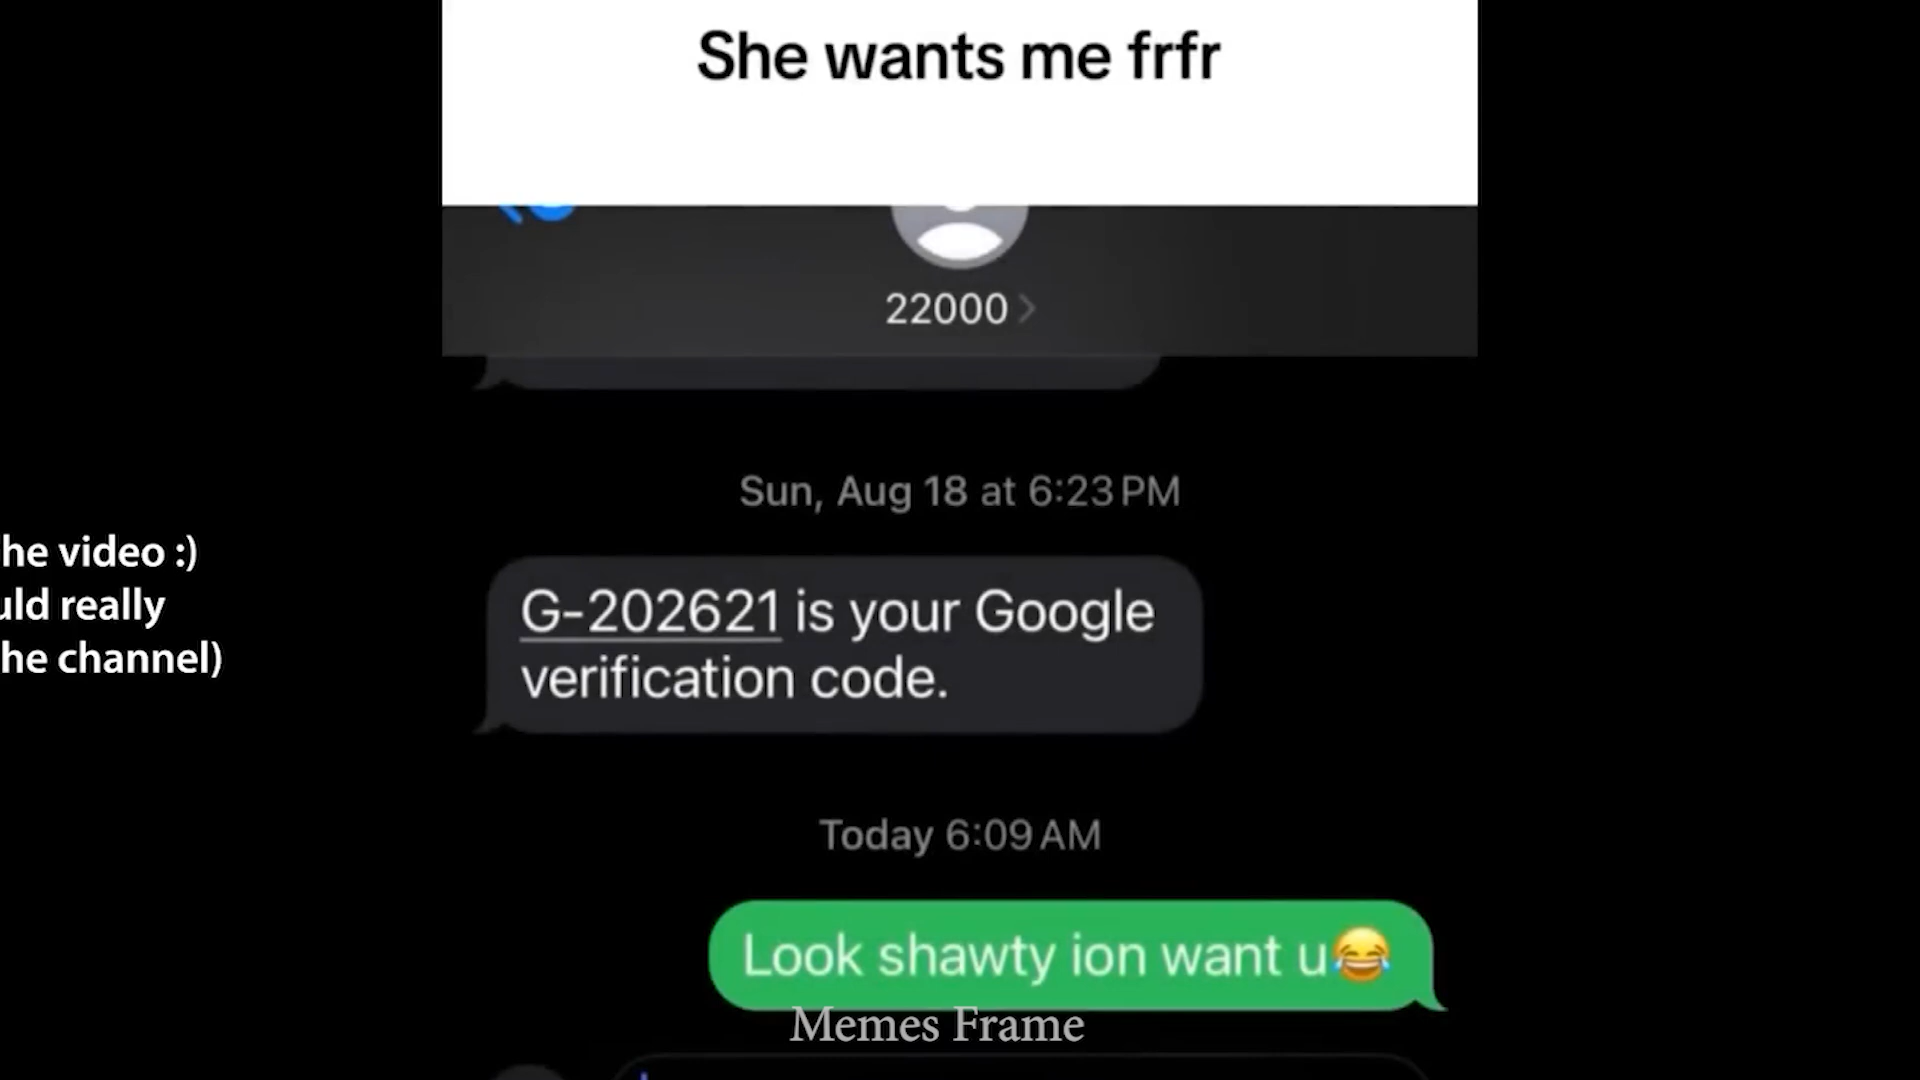 She wants me frfr
22000
Sun, Aug 18 at 6:23 PM
he video :)
uld really
he channel)
G-202621 is your Google
verification code.
Today 6:09 AM
Look shawty ion want u😂
Memes Frame